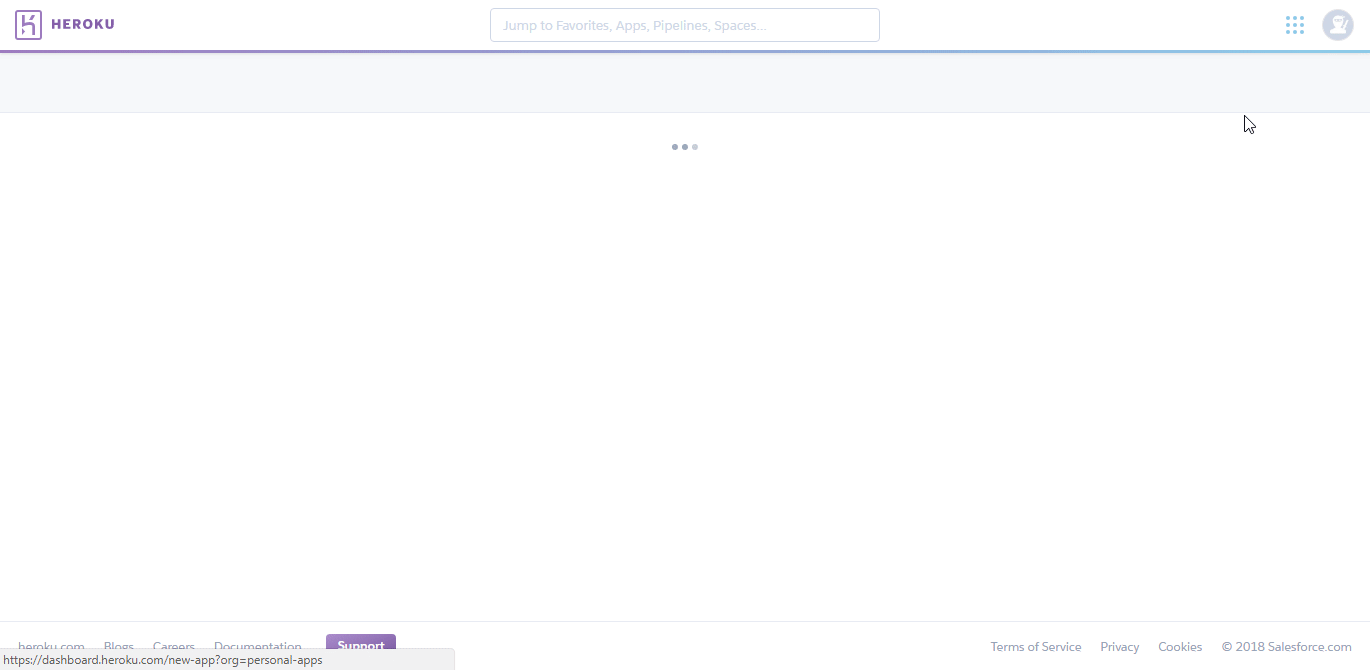 HEROKU
Jump to Favorites, Apps, Pipelines, Spaces...
heroku.com Blogs Careers Documentation Support
Terms of Service Privacy Cookies © 2018 Salesforce.com
https://dashboard.heroku.com/new-app?org=personal-apps